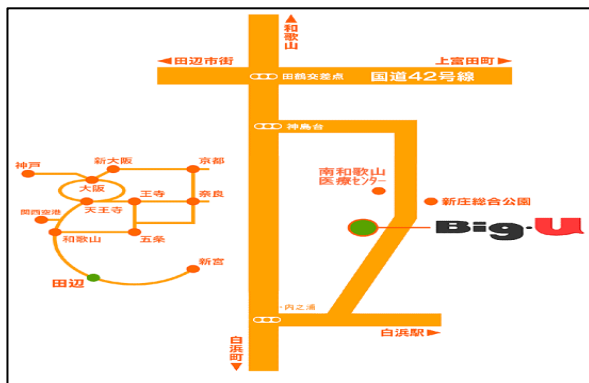 ▲和歌山
◀田辺市街
上富田町▶
田鶴交差点
国道42号線
神島台
南和歌山
医療センター
新庄総合公園
Big・U
内之浦
白浜駅▶
白浜町▼
神戸
新大阪
京都
大阪
王寺
奈良
天王寺
関西空港
和歌山
五条
新宮
田辺